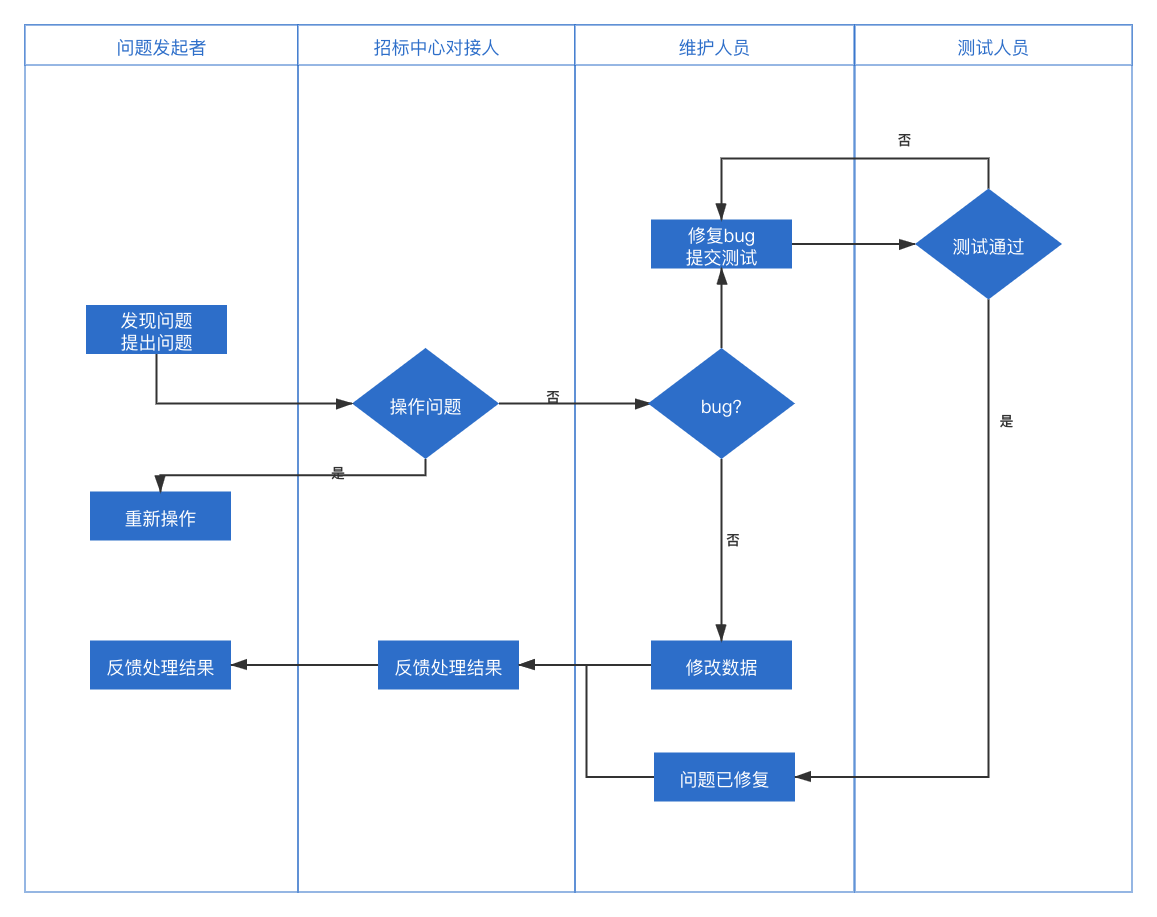 问题发起者
招标中心对接人
维护人员
测试人员
否
修复bug
提交测试
测试通过
发现问题
提出问题
操作问题
否
bug?
是
是
重新操作
否
反馈处理结果
反馈处理结果
修改数据
问题已修复